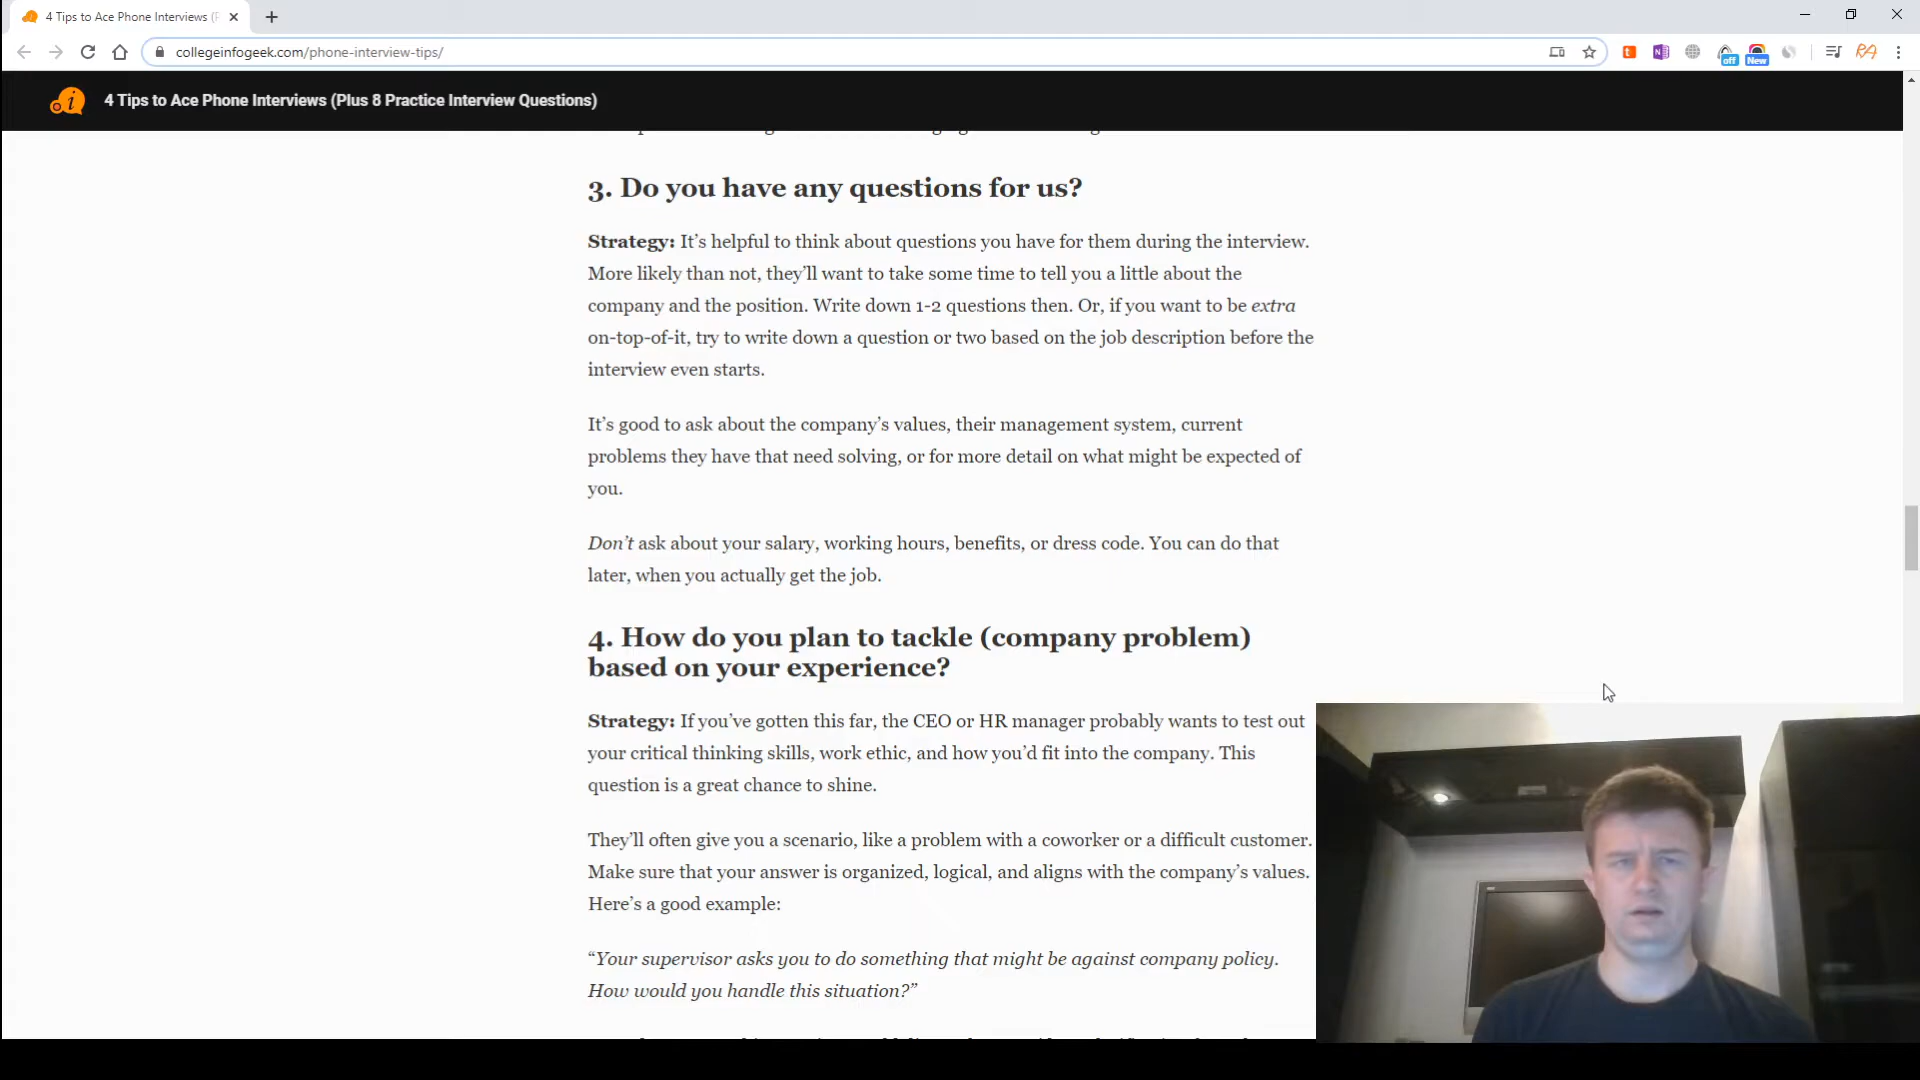 4 Tips to Ace Phone Interviews (P
collegeinfogeek.com/phone-interview-tips/
off
New
4 Tips to Ace Phone Interviews (Plus 8 Practice Interview Questions)
3. Do you have any questions for us?
Strategy: It’s helpful to think about questions you have for them during the interview.
More likely than not, they’ll want to take some time to tell you a little about the
company and the position. Write down 1-2 questions then. Or, if you want to be extra
on-top-of-it, try to write down a question or two based on the job description before the
interview even starts.
It’s good to ask about the company’s values, their management system, current
problems they have that need solving, or for more detail on what might be expected of
you.
Don’t ask about your salary, working hours, benefits, or dress code. You can do that
later, when you actually get the job.
4. How do you plan to tackle (company problem)
based on your experience?
Strategy: If you’ve gotten this far, the CEO or HR manager probably wants to test out
your critical thinking skills, work ethic, and how you’d fit into the company. This
question is a great chance to shine.
They’ll often give you a scenario, like a problem with a coworker or a difficult customer.
Make sure that your answer is organized, logical, and aligns with the company’s values.
Here’s a good example:
“Your supervisor asks you to do something that might be against company policy.
How would you handle this situation?”